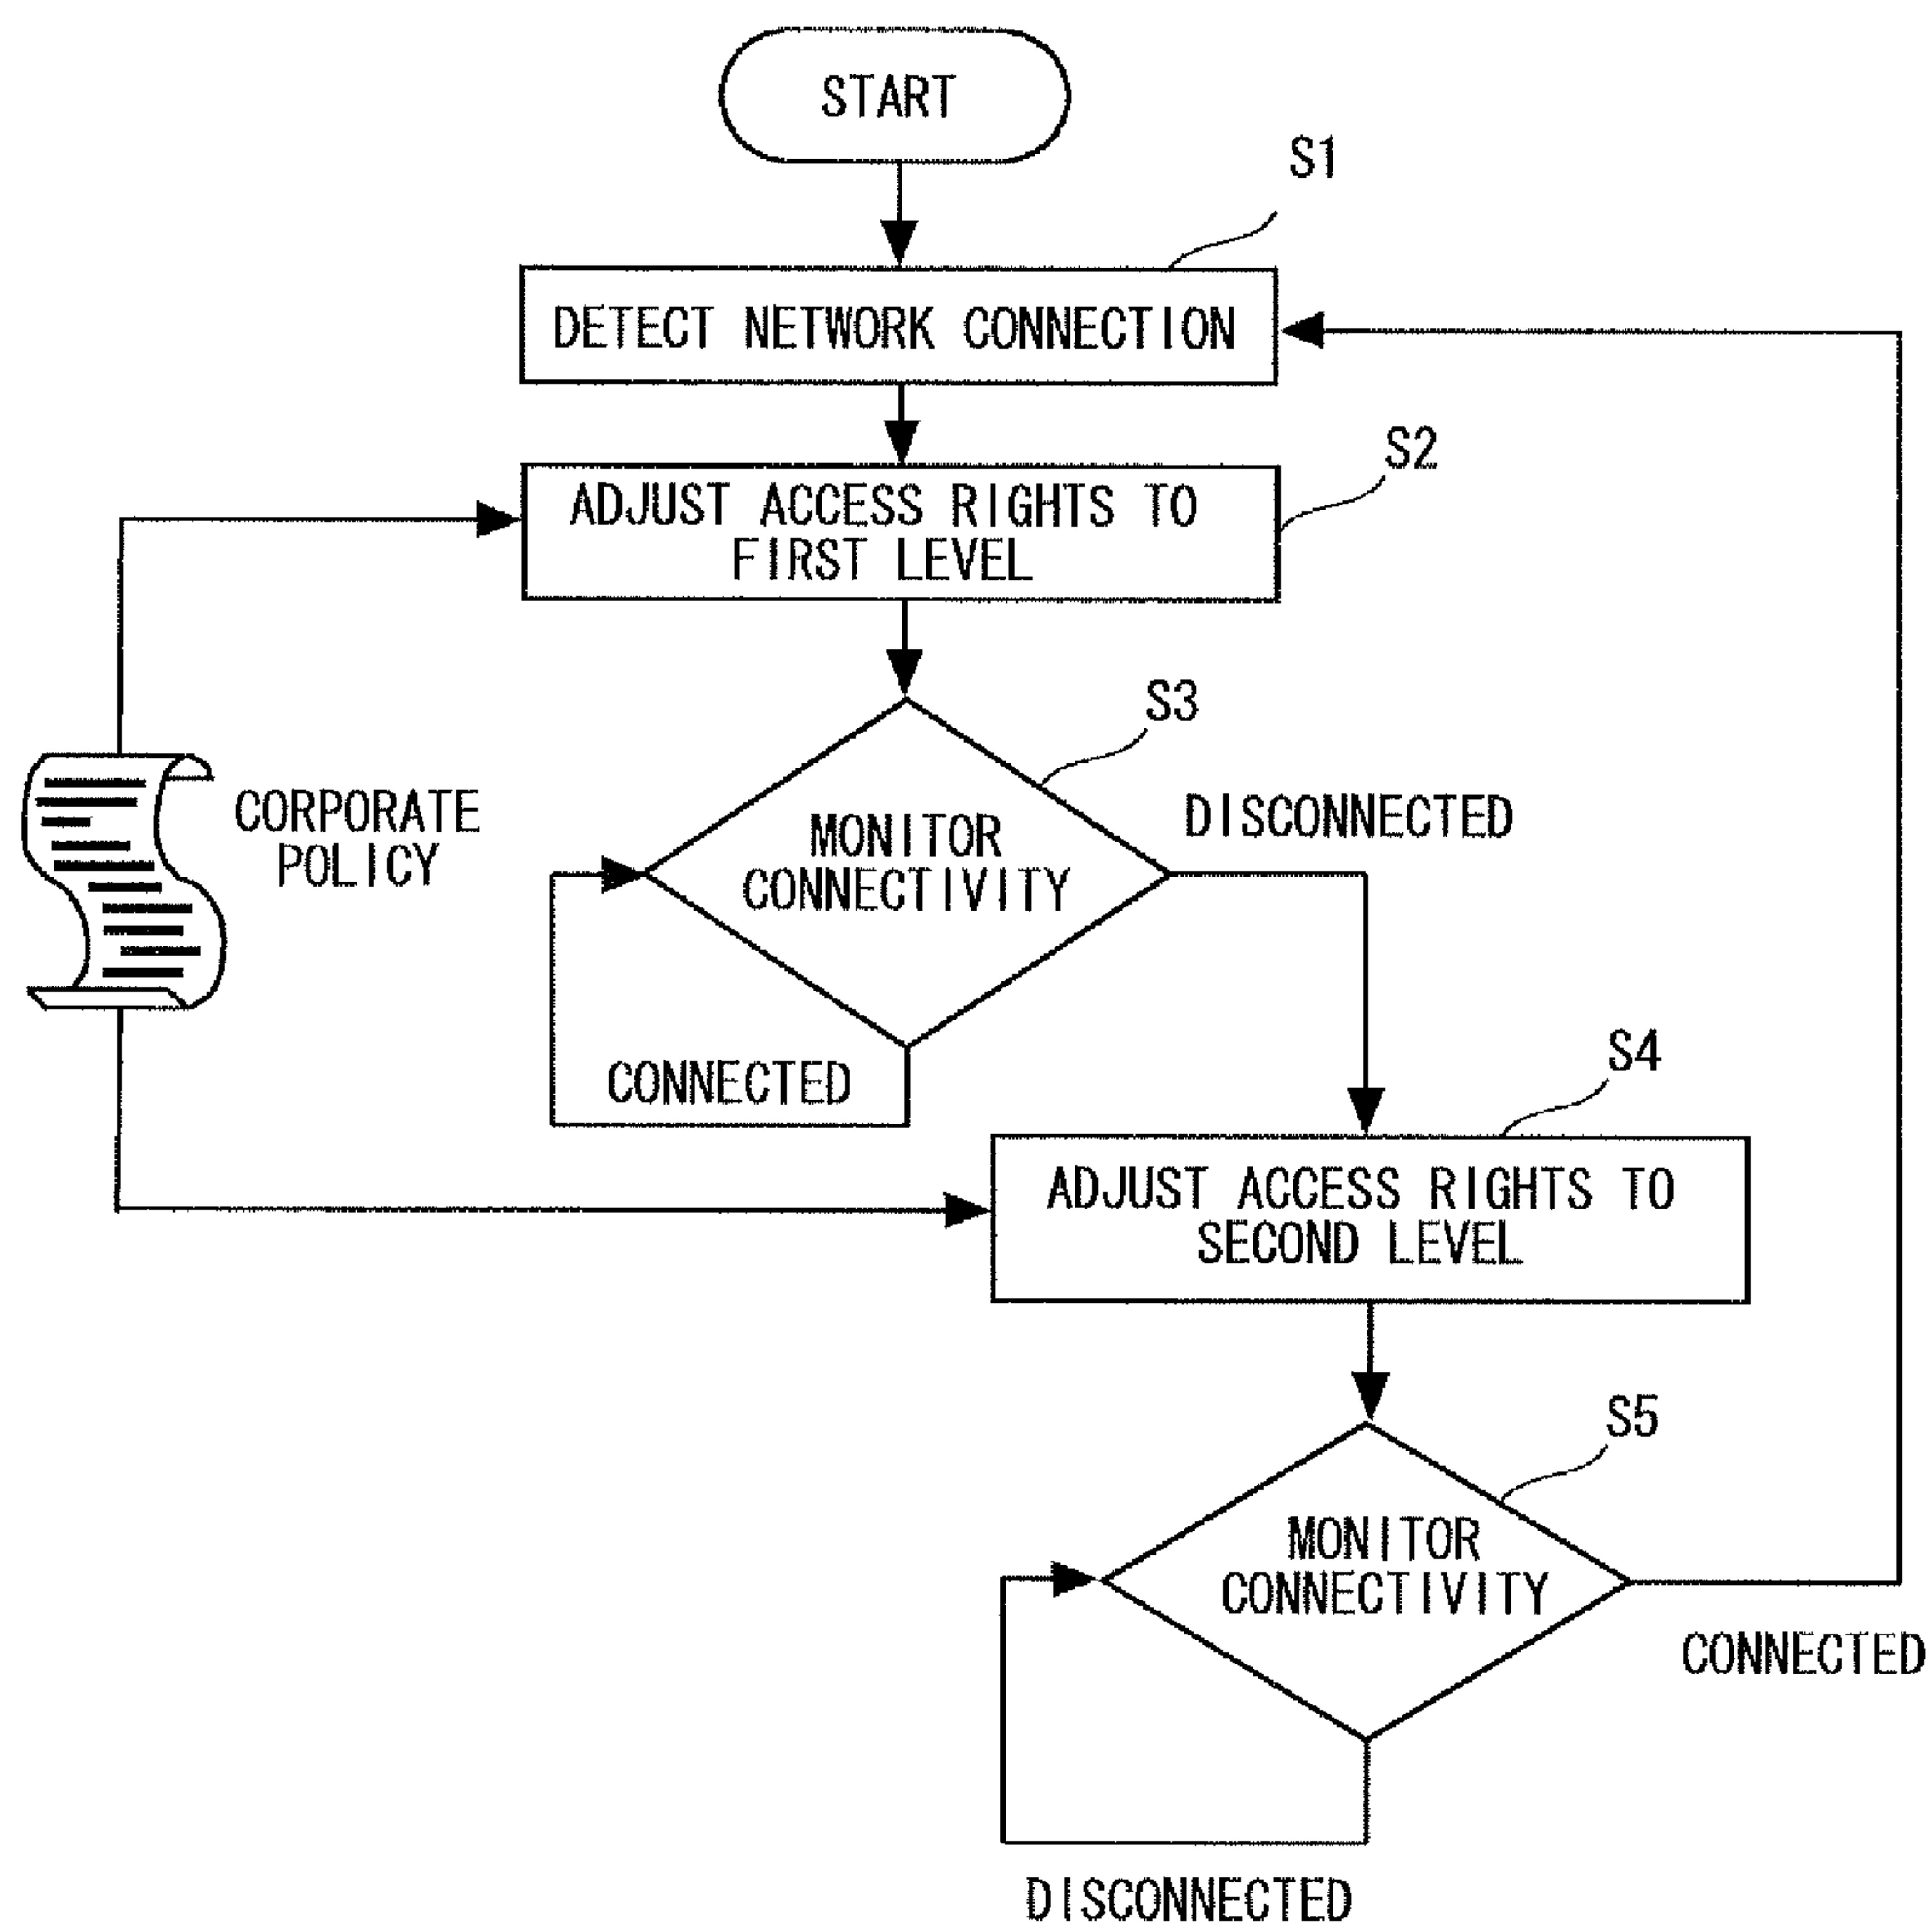 START
S1
DETECT NETWORK CONNECTION
S2
ADJUST ACCESS RIGHTS TO
FIRST LEVEL
S3
CORPORATE
POLICY
DISCONNECTED
MONITOR
CONNECTIVITY
CONNECTED
S4
ADJUST ACCESS RIGHTS TO
SECOND LEVEL
S5
MONITOR
CONNECTIVITY
CONNECTED
DISCONNECTED